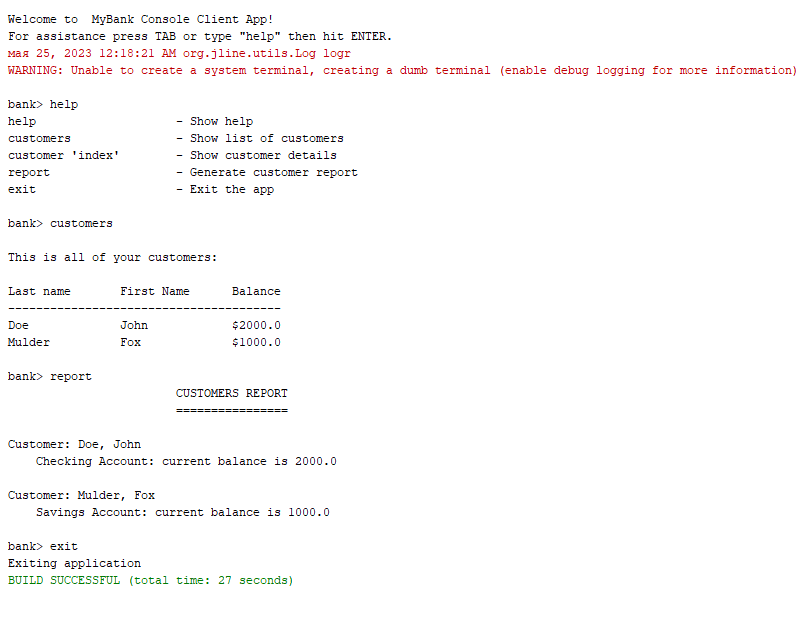 Welcome to  MyBank Console Client App!
For assistance press TAB or type "help" then hit ENTER.
мая 25, 2023 12:18:21 AM org.jline.utils.Log logr
WARNING: Unable to create a system terminal, creating a dumb terminal (enable debug logging for more information)
bank> help
help                    - Show help
customers               - Show list of customers
customer 'index'        - Show customer details
report                  - Generate customer report
exit                    - Exit the app
bank> customers
This is all of your customers:
Last name       First Name      Balance
---------------------------------------
Doe             John            $2000.0
Mulder          Fox             $1000.0
bank> report
                        CUSTOMERS REPORT
                        ================
Customer: Doe, John
    Checking Account: current balance is 2000.0
Customer: Mulder, Fox
    Savings Account: current balance is 1000.0
bank> exit
Exiting application
BUILD SUCCESSFUL (total time: 27 seconds)